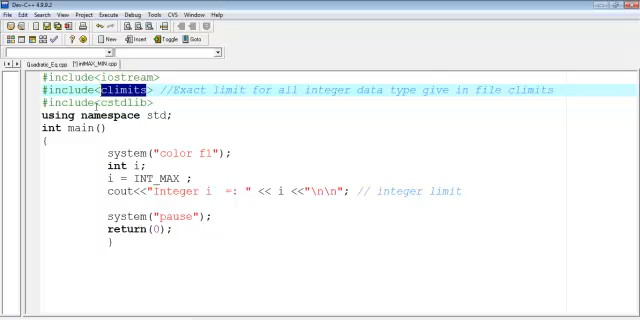 Dev-C++ 4.9.9.2
File Edit Search View Project Execute Debug Tools CVS Window Help
New Insert Toggle Goto
Quadratic_Eq.cpp [*] intMAX_MIN.cpp
#include<iostream>
#include<climits> //Exact limit for all integer data type give in file climits
#include<cstdlib>
using namespace std;
int main()
{
system("color f1");
int i;
i = INT_MAX ;
cout<<"Integer i =: " << i <<"\n\n"; // integer limit
system("pause");
return(0);
}